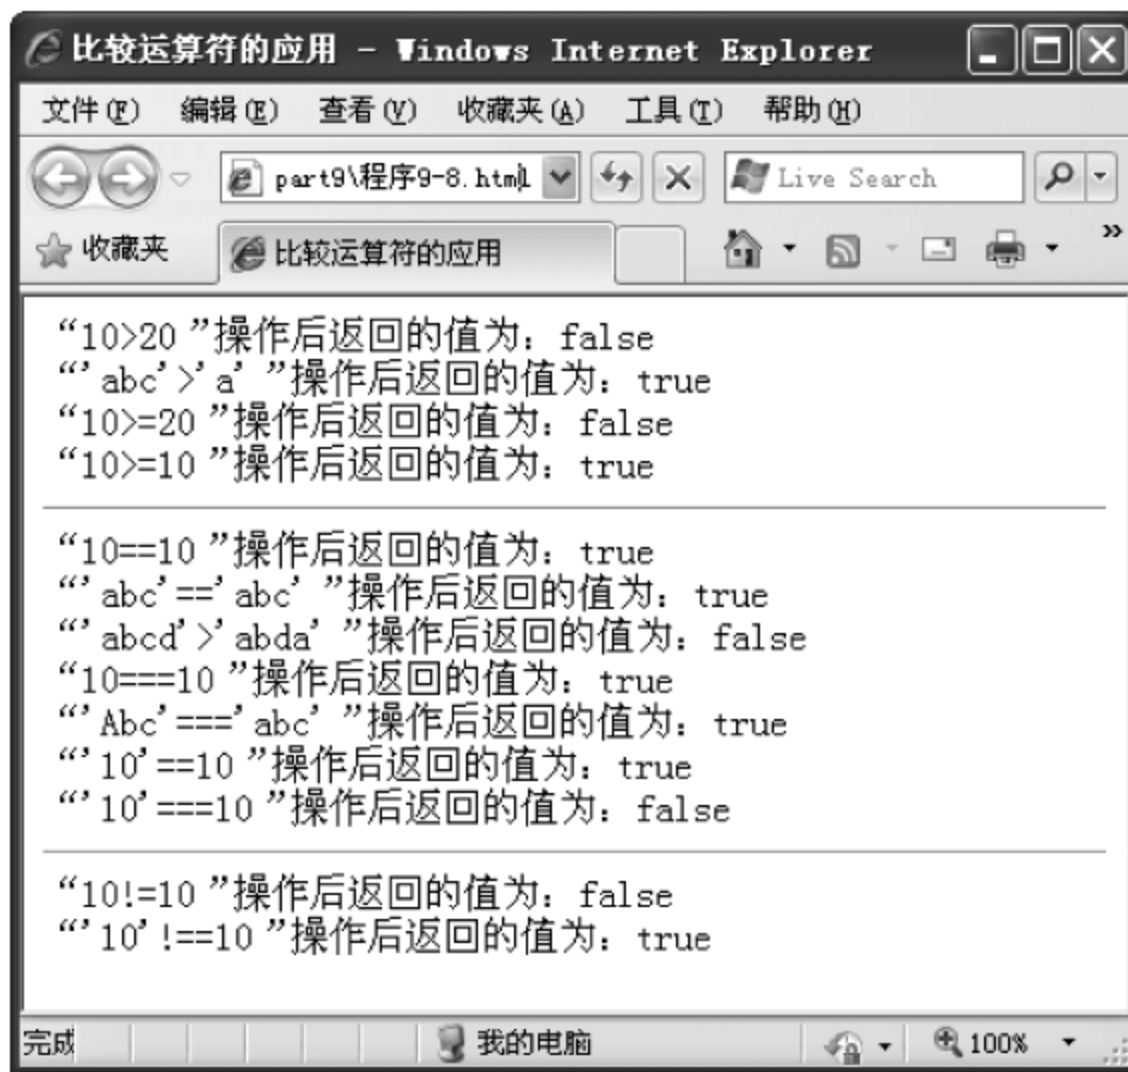 比较运算符的应用 - Windows Internet Explorer
文件(F) 编辑(E) 查看(V) 收藏夹(A) 工具(T) 帮助(H)
part9\程序9-8.html Live Search
收藏夹 比较运算符的应用 »
“10>20 ”操作后返回的值为：false
“'abc'>'a' ”操作后返回的值为：true
“10>=20 ”操作后返回的值为：false
“10>=10 ”操作后返回的值为：true
“10==10 ”操作后返回的值为：true
“'abc'=='abc' ”操作后返回的值为：true
“'abcd'>'abda' ”操作后返回的值为：false
“10===10 ”操作后返回的值为：true
“'Abc'==='abc' ”操作后返回的值为：true
“'10'==10 ”操作后返回的值为：true
“'10'===10 ”操作后返回的值为：false
“10!=10 ”操作后返回的值为：false
“'10'!==10 ”操作后返回的值为：true
完成 我的电脑 100%